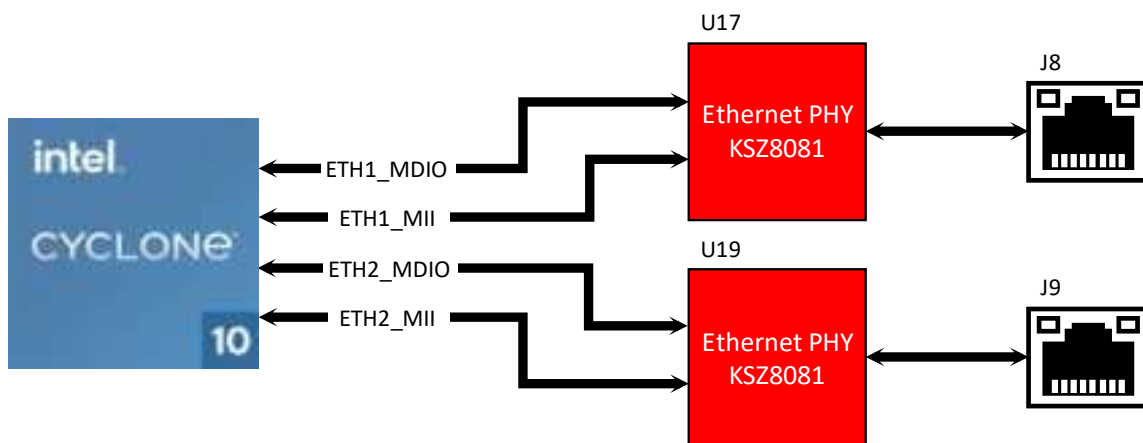 U17
J8
Ethernet PHY
KSZ8081
intel.
ETH1_MDIO
CYCLONe
ETH1_MII
ETH2_MDIO
ETH2_MII
10
U19
J9
Ethernet PHY
KSZ8081